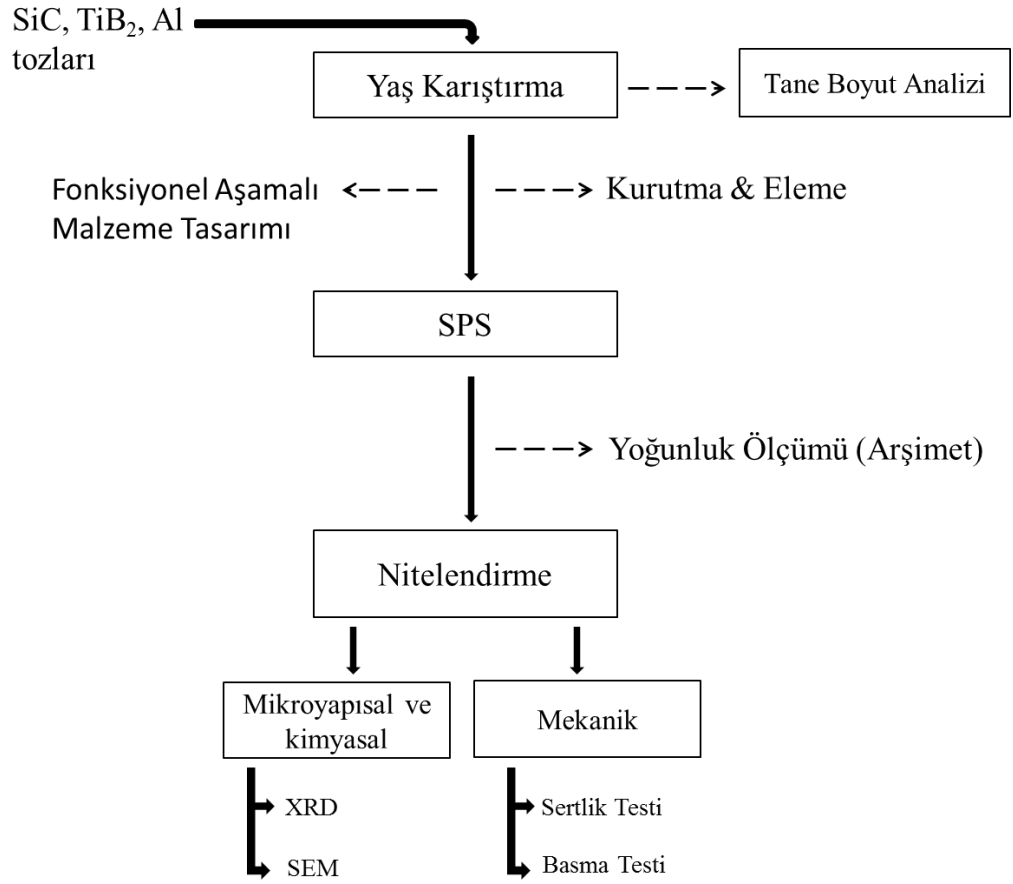 SiC, TiB₂, Al
tozları
Yaş Karıştırma
Tane Boyut Analizi
Fonksiyonel Aşamalı
Malzeme Tasarımı
Kurutma & Eleme
SPS
Yoğunluk Ölçümü (Arşimet)
Nitelendirme
Mikroyapısal ve
kimyasal
Mekanik
XRD
SEM
Sertlik Testi
Basma Testi